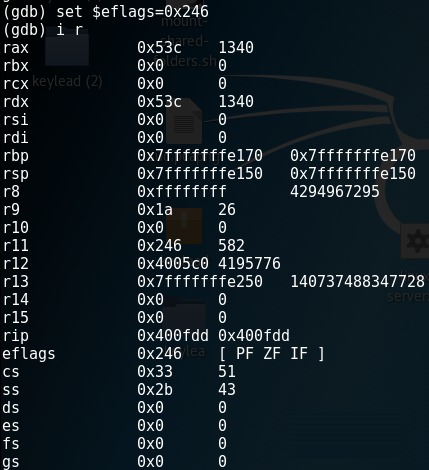 (gdb) set $eflags=0x246
(gdb) i r
rax 0x53c 1340
rbx 0x0 0
rcx 0x0 0
rdx 0x53c 1340
rsi 0x0 0
rdi 0x0 0
rbp 0x7fffffffe170 0x7fffffffe170
rsp 0x7fffffffe150 0x7fffffffe150
r8 0xffffffff 4294967295
r9 0x1a 26
r10 0x0 0
r11 0x246 582
r12 0x4005c0 4195776
r13 0x7fffffffe250 140737488347728
r14 0x0 0
r15 0x0 0
rip 0x400fdd 0x400fdd
eflags 0x246 [ PF ZF IF ]
cs 0x33 51
ss 0x2b 43
ds 0x0 0
es 0x0 0
fs 0x0 0
gs 0x0 0
mount-
shared-
folders.sh
keylead (2)
server